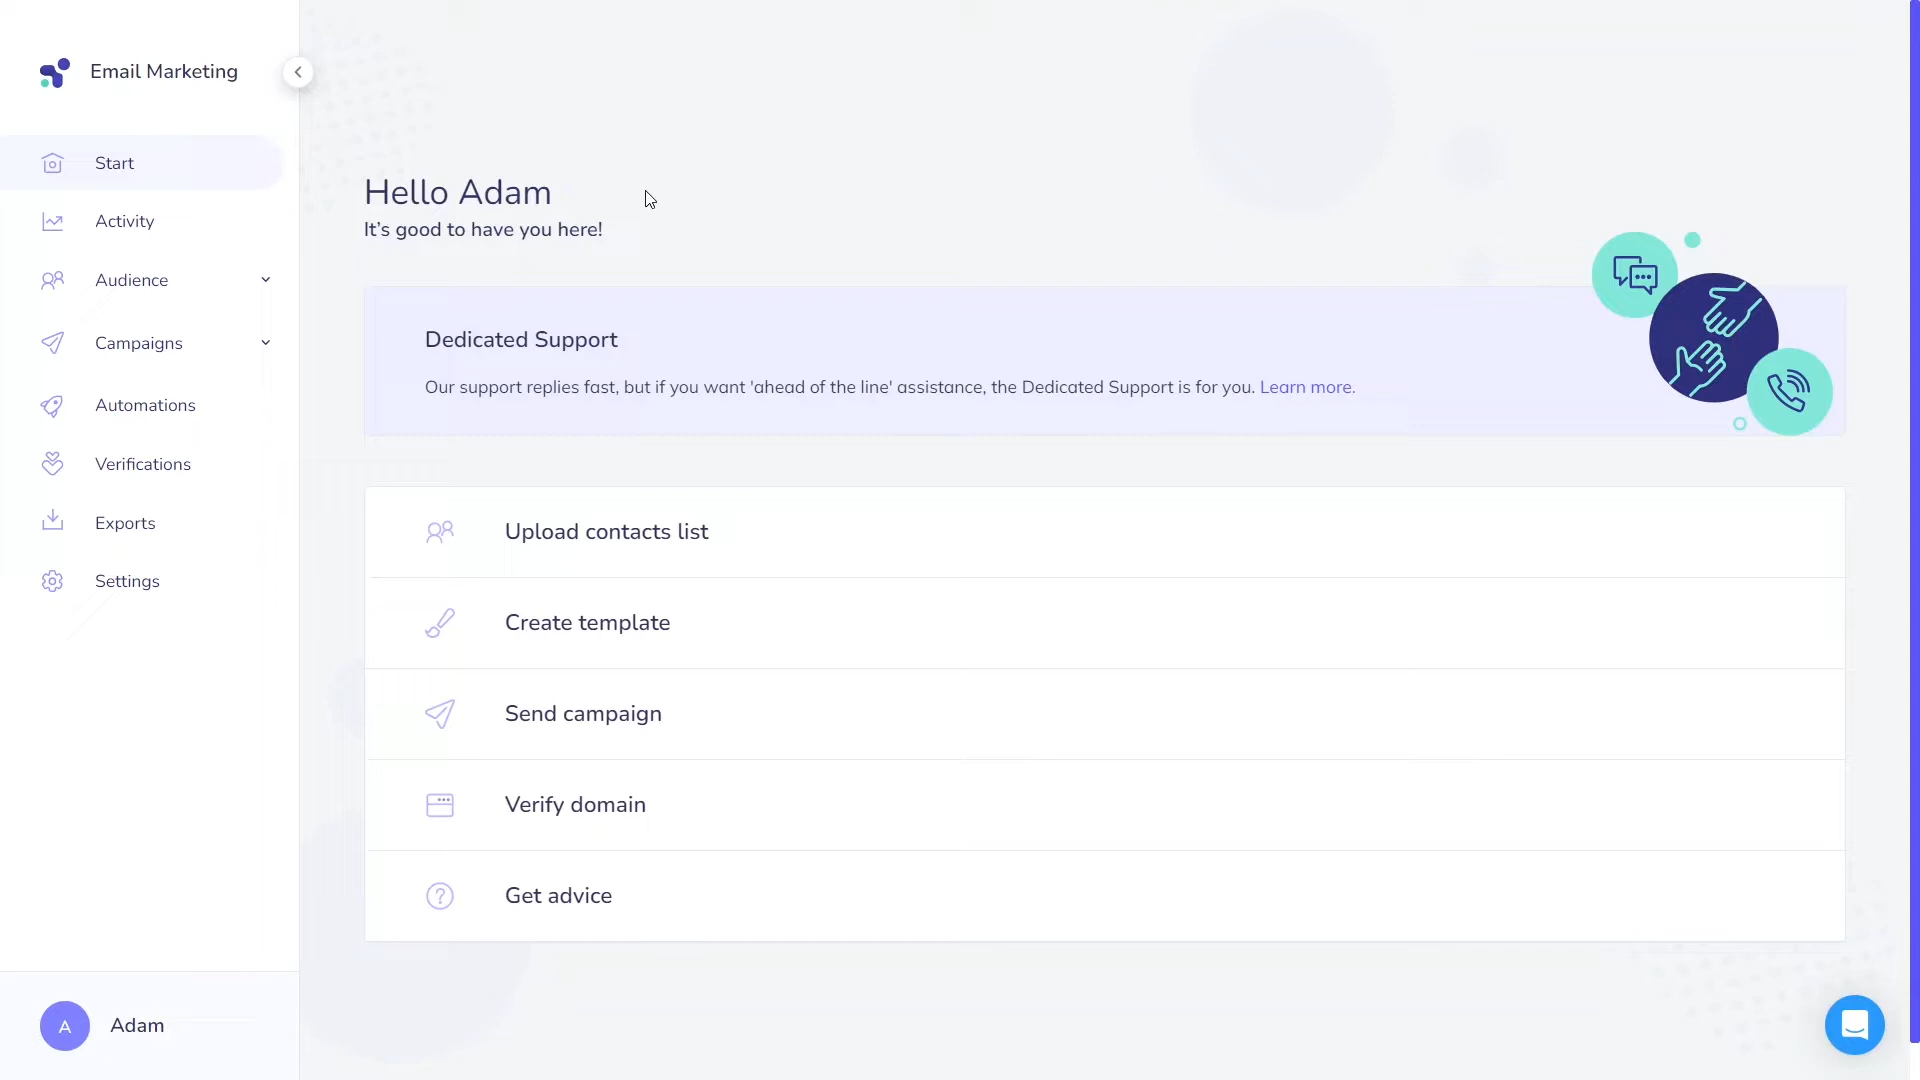 Email Marketing
Start
Activity
Audience
Campaigns
Automations
Verifications
Exports
Settings
A
Adam
Hello Adam
It’s good to have you here!
Dedicated Support
Our support replies fast, but if you want 'ahead of the line' assistance, the Dedicated Support is for you. Learn more.
Upload contacts list
Create template
Send campaign
Verify domain
Get advice